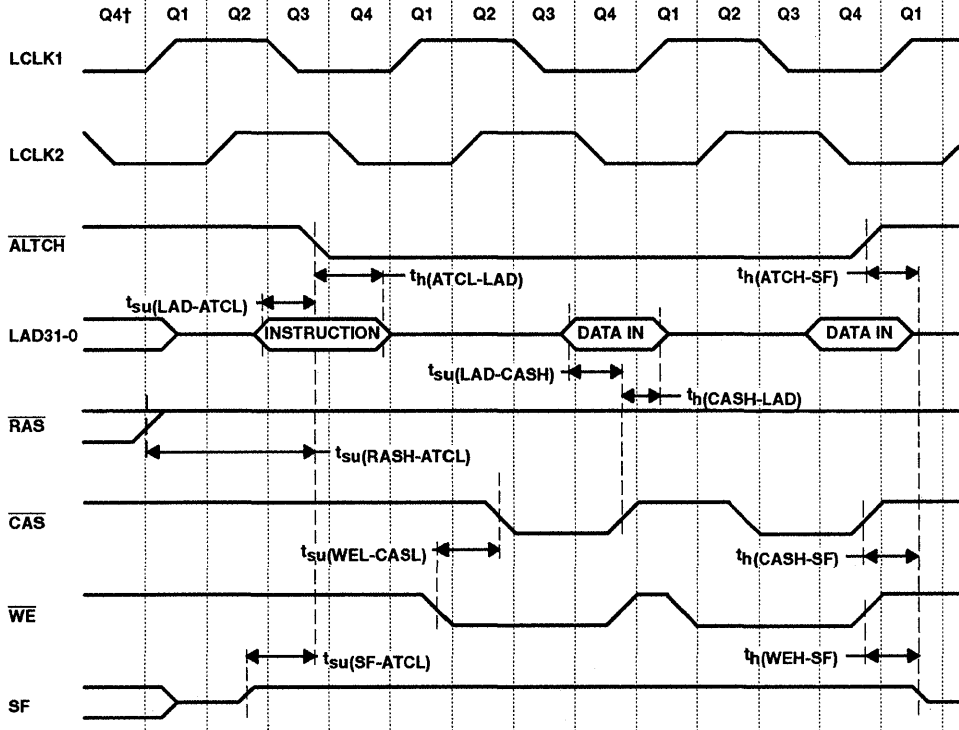 Q4† Q1 Q2 Q3 Q4 Q1 Q2 Q3 Q4 Q1 Q2 Q3 Q4 Q1
LCLK1
LCLK2
ALTCH
th(ATCL-LAD)
th(ATCH-SF)
tsu(LAD-ATCL)
LAD31-0
INSTRUCTION
DATA IN
DATA IN
tsu(LAD-CASH)
th(CASH-LAD)
RAS
tsu(RASH-ATCL)
CAS
tsu(WEL-CASL)
th(CASH-SF)
WE
tsu(SF-ATCL)
th(WEH-SF)
SF